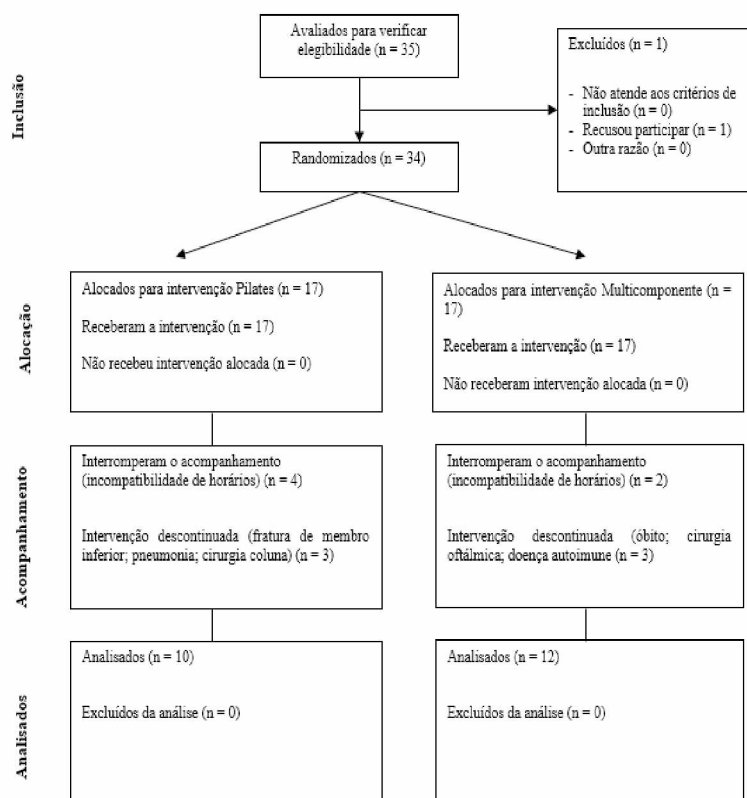 Inclusão
Avaliados para verificar
elegibilidade (n = 35)
Excluídos (n = 1)
- Não atende aos critérios de
inclusão (n = 0)
- Recusou participar (n = 1)
- Outra razão (n = 0)
Randomizados (n = 34)
Alocação
Alocados para intervenção Pilates (n = 17)
Receberam a intervenção (n = 17)
Não recebeu intervenção alocada (n = 0)
Alocados para intervenção Multicomponente (n =
17)
Receberam a intervenção (n = 17)
Não receberam intervenção alocada (n = 0)
Acompanhamento
Interromperam o acompanhamento
(incompatibilidade de horários) (n = 4)
Intervenção descontinuada (fratura de membro
inferior; pneumonia; cirurgia coluna) (n = 3)
Interromperam o acompanhamento
(incompatibilidade de horários) (n = 2)
Intervenção descontinuada (óbito; cirurgia
oftálmica; doença autoimune (n = 3)
Analisados
Analisados (n = 10)
Excluídos da análise (n = 0)
Analisados (n = 12)
Excluídos da análise (n = 0)